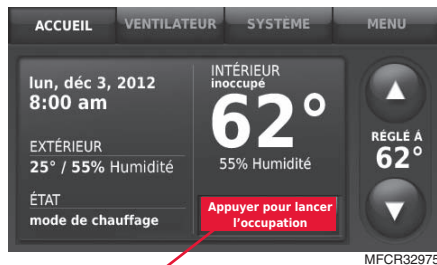 ACCUEIL VENTILATEUR SYSTÈME MENU
lun, déc 3, 2012
8:00 am
EXTÉRIEUR
25° / 55% Humidité
ÉTAT
mode de chauffage
INTÉRIEUR
inoccupé
62°
55% Humidité
Appuyer pour lancer
l'occupation
RÉGLÉ Á
62°
MFCR32975